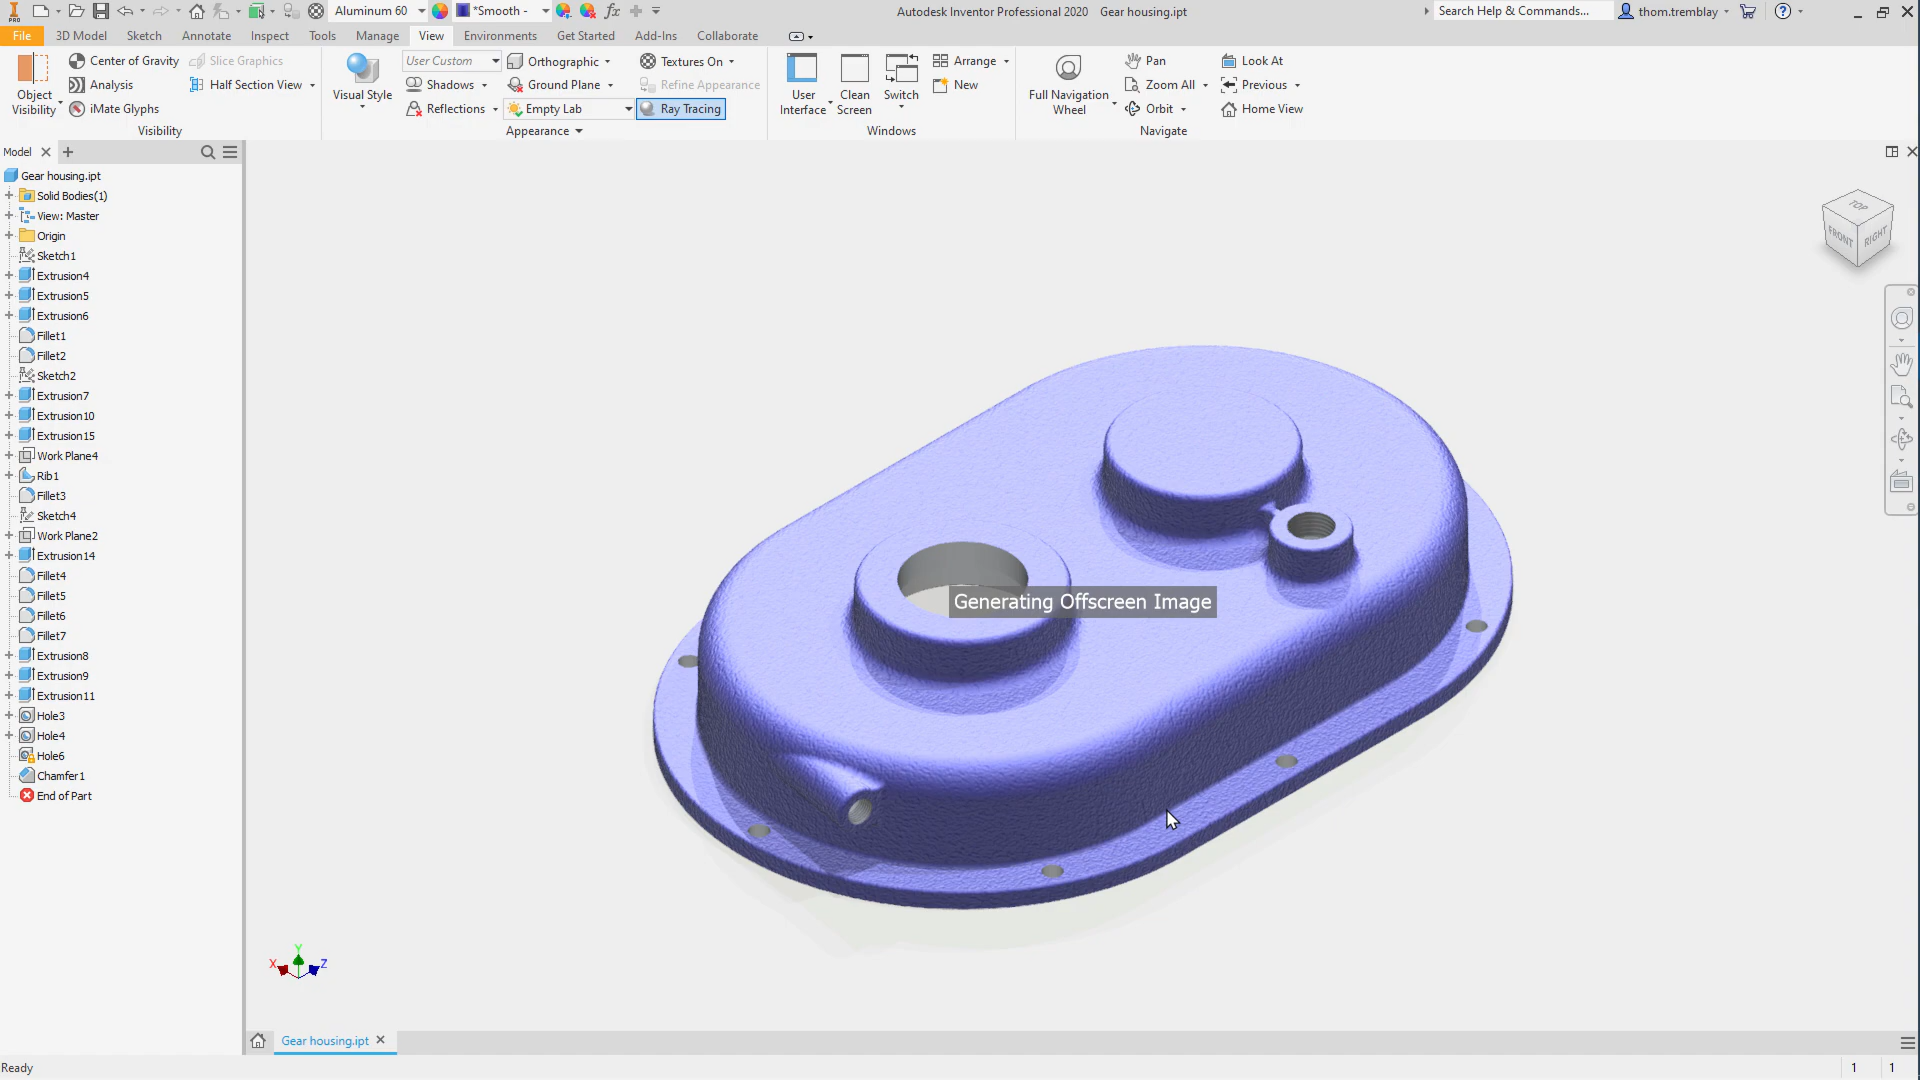 PRO
Aluminum 60
*Smooth -
fx
Autodesk Inventor Professional 2020 Gear housing.ipt
Search Help & Commands...
thom.tremblay
File
3D Model
Sketch
Annotate
Inspect
Tools
Manage
View
Environments
Get Started
Add-Ins
Collaborate
Object
Visibility
Center of Gravity
Analysis
iMate Glyphs
Slice Graphics
Half Section View
Visibility
Visual Style
User Custom
Shadows
Reflections
Orthographic
Ground Plane
Empty Lab
Textures On
Refine Appearance
Ray Tracing
Appearance
User
Interface
Clean
Screen
Switch
Arrange
New
Windows
Full Navigation
Wheel
Pan
Zoom All
Orbit
Look At
Previous
Home View
Navigate
Model
Gear housing.ipt
Solid Bodies(1)
View: Master
Origin
Sketch1
Extrusion4
Extrusion5
Extrusion6
Fillet1
Fillet2
Sketch2
Extrusion7
Extrusion10
Extrusion15
Work Plane4
Rib1
Fillet3
Sketch4
Work Plane2
Extrusion14
Fillet4
Fillet5
Fillet6
Fillet7
Extrusion8
Extrusion9
Extrusion11
Hole3
Hole4
Hole6
Chamfer1
End of Part
TOP
FRONT
RIGHT
Generating Offscreen Image
Y
X
Z
Gear housing.ipt
Ready
1
1